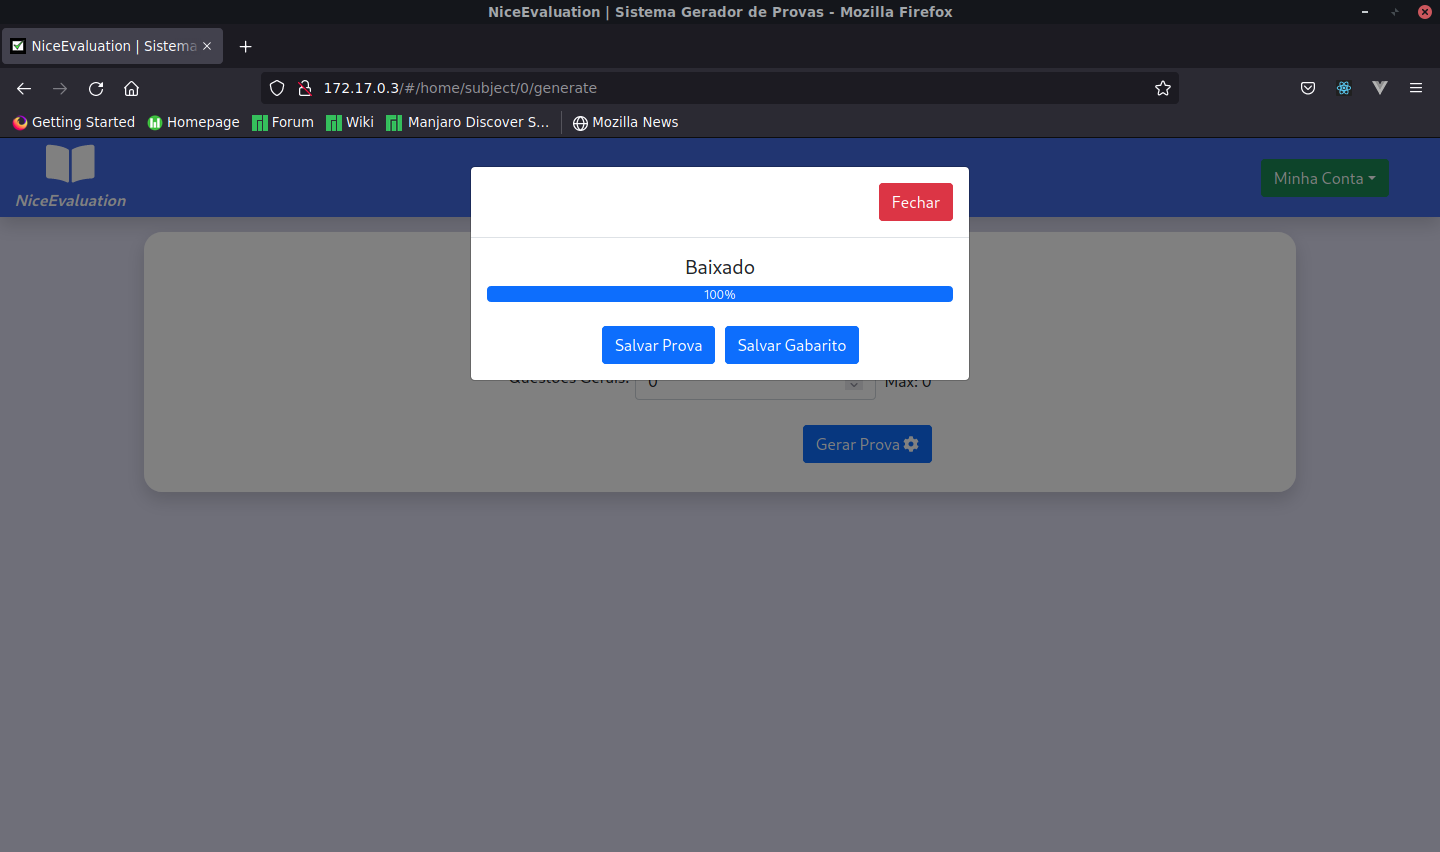 NiceEvaluation | Sistema Gerador de Provas - Mozilla Firefox
NiceEvaluation | Sistema
172.17.0.3/#/home/subject/0/generate
Getting Started Homepage Forum Wiki Manjaro Discover S... Mozilla News
NiceEvaluation
Minha Conta
Fechar
Baixado
100%
Salvar Prova Salvar Gabarito
Questões Gerais: 0 Max: 0
Gerar Prova